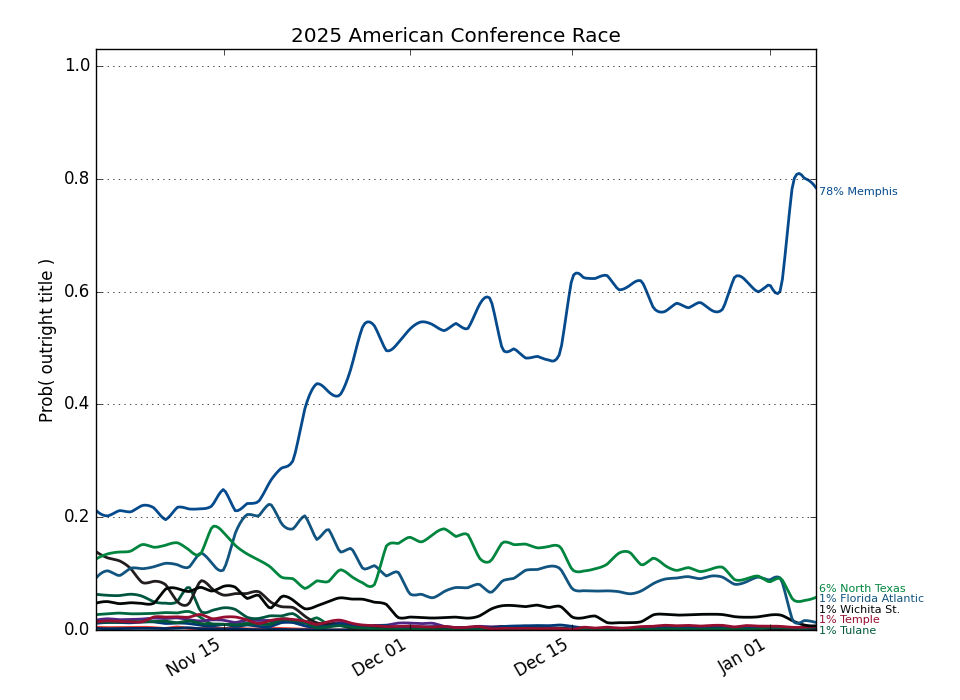 2025 American Conference Race
Prob( outright title )
1.0
0.8
0.6
0.4
0.2
0.0
Nov 15
Dec 01
Dec 15
Jan 01
78% Memphis
6% North Texas
1% Florida Atlantic
1% Wichita St.
1% Temple
1% Tulane